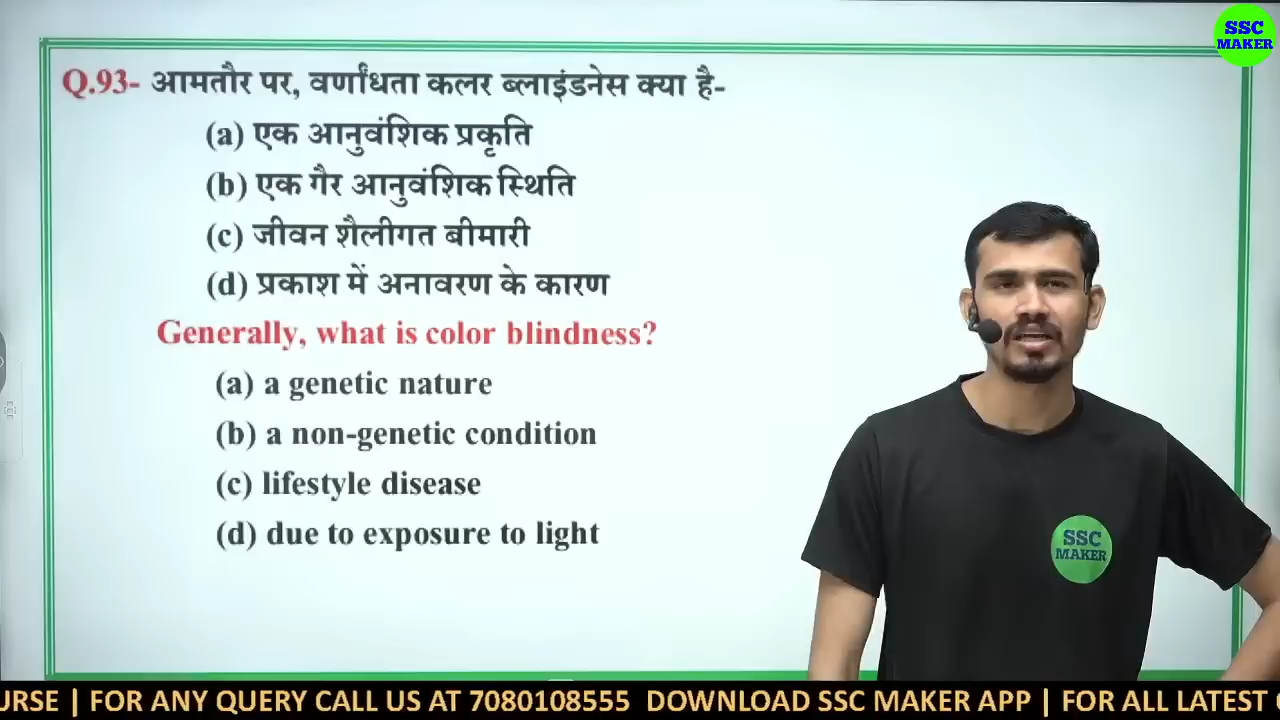 SSC
MAKER
Q.93- आमतौर पर, वर्णांधता कलर ब्लाइंडनेस क्या है-
(a) एक आनुवंशिक प्रकृति
(b) एक गैर आनुवंशिक स्थिति
(c) जीवन शैलीगत बीमारी
(d) प्रकाश में अनावरण के कारण
Generally, what is color blindness?
(a) a genetic nature
(b) a non-genetic condition
(c) lifestyle disease
(d) due to exposure to light
SSC
MAKER
URSE | FOR ANY QUERY CALL US AT 7080108555 DOWNLOAD SSC MAKER APP | FOR ALL LATEST